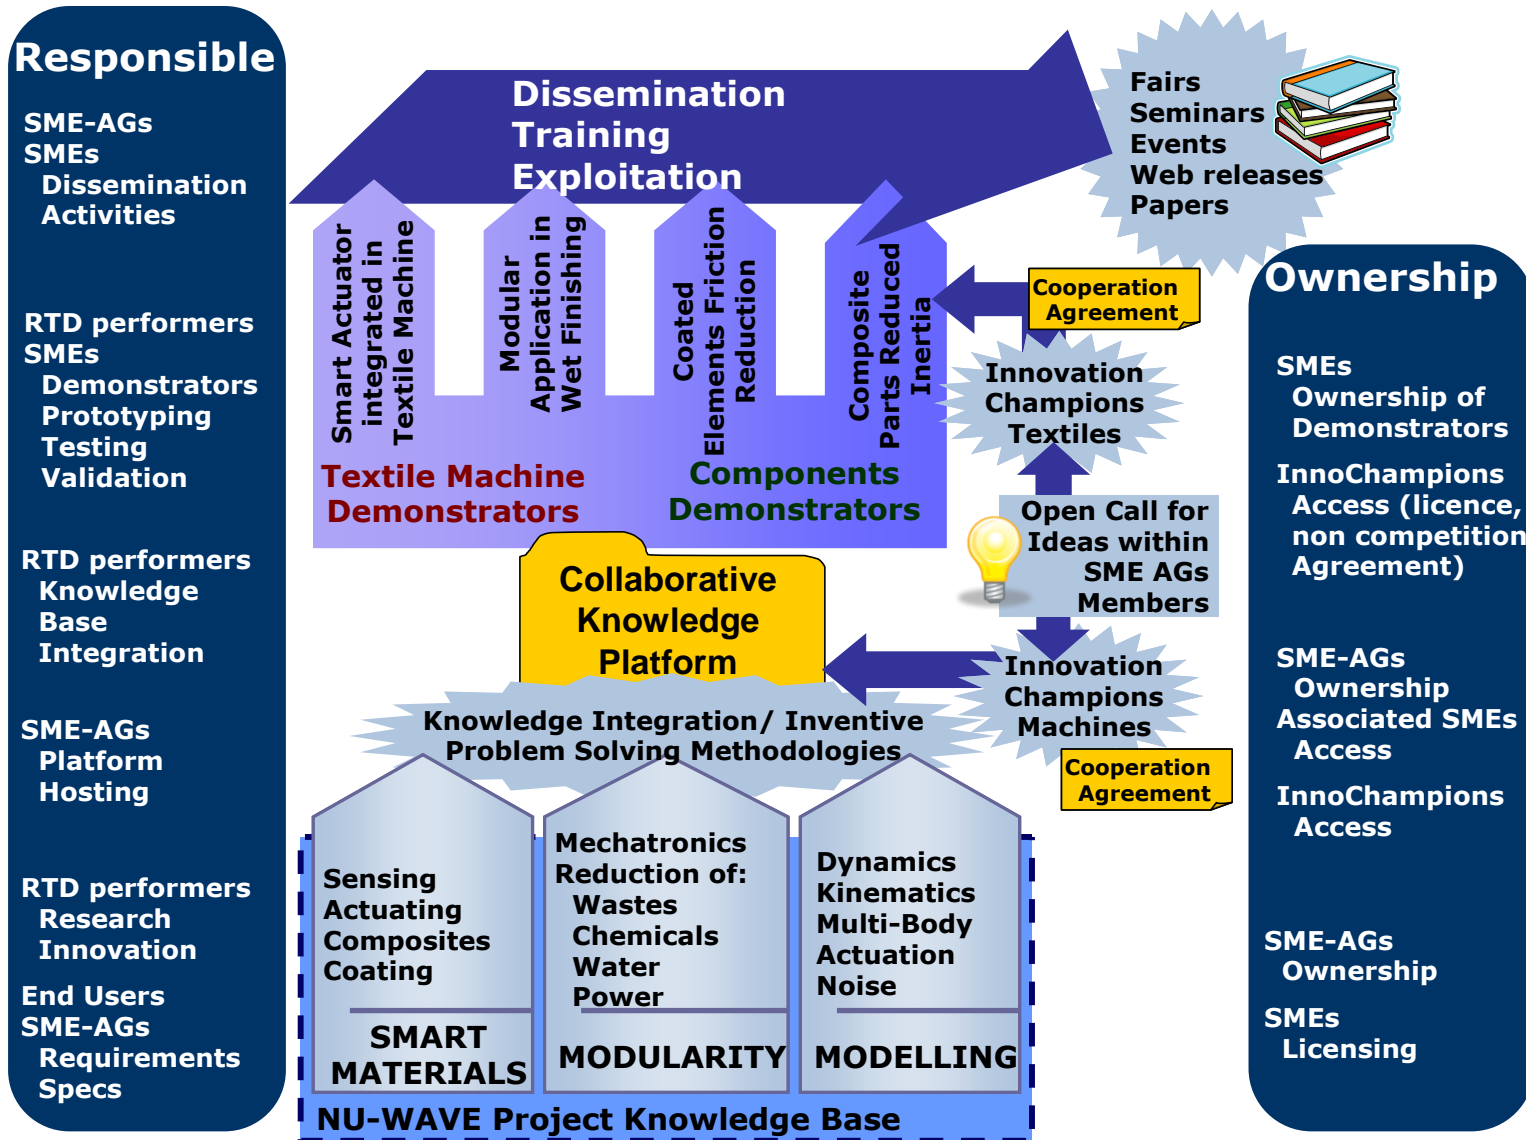 Responsible
SME-AGs
SMEs
Dissemination
Activities
RTD performers
SMEs
Demonstrators
Prototyping
Testing
Validation
RTD performers
Knowledge
Base
Integration
SME-AGs
Platform
Hosting
RTD performers
Research
Innovation
End Users
SME-AGs
Requirements
Specs
Dissemination
Training
Exploitation
Fairs
Seminars
Events
Web releases
Papers
Smart Actuator
integrated in
Textile Machine
Modular
Application in
Wet Finishing
Coated
Elements Friction
Reduction
Composite
Parts Reduced
Inertia
Textile Machine
Demonstrators
Components
Demonstrators
Cooperation
Agreement
Innovation
Champions
Textiles
Open Call for
Ideas within
SME AGs
Members
Innovation
Champions
Machines
Cooperation
Agreement
Collaborative
Knowledge
Platform
Knowledge Integration/ Inventive
Problem Solving Methodologies
Sensing
Actuating
Composites
Coating
SMART
MATERIALS
Mechatronics
Reduction of:
Wastes
Chemicals
Water
Power
MODULARITY
Dynamics
Kinematics
Multi-Body
Actuation
Noise
MODELLING
NU-WAVE Project Knowledge Base
Ownership
SMEs
Ownership of
Demonstrators
InnoChampions
Access (licence,
non competition
Agreement)
SME-AGs
Ownership
Associated SMEs
Access
InnoChampions
Access
SME-AGs
Ownership
SMEs
Licensing